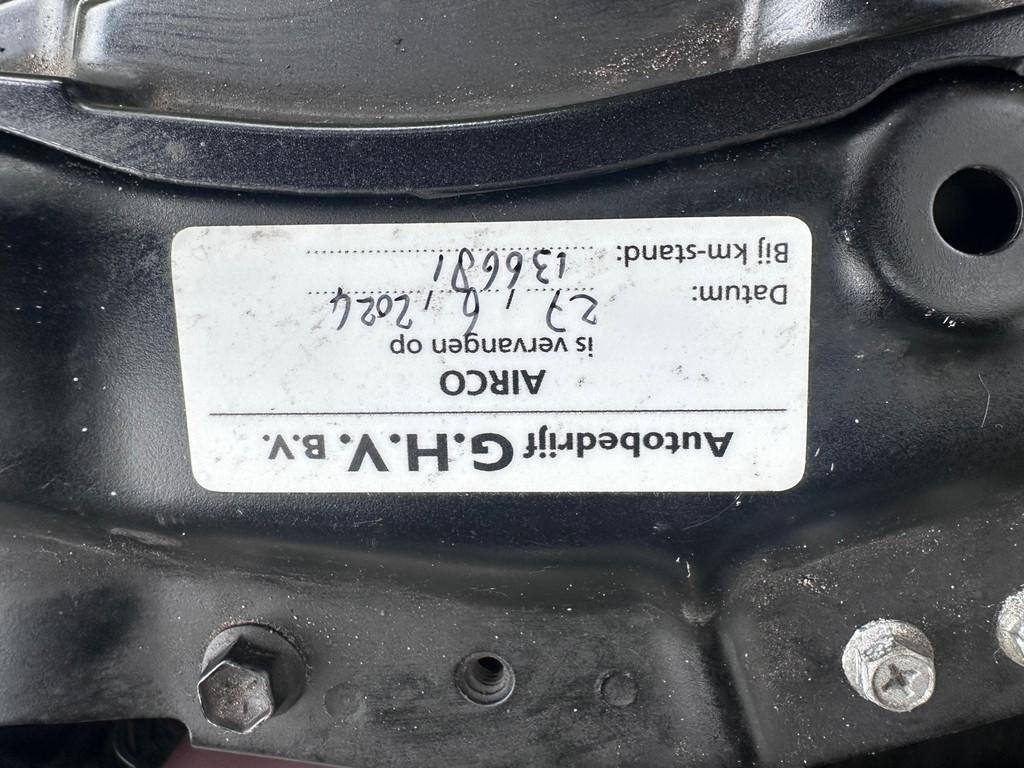 Autobedrijf G.H.V. B.V.
AIRCO
is vervangen op
Datum: 27, 6, 2024
Bij km-stand: 136681